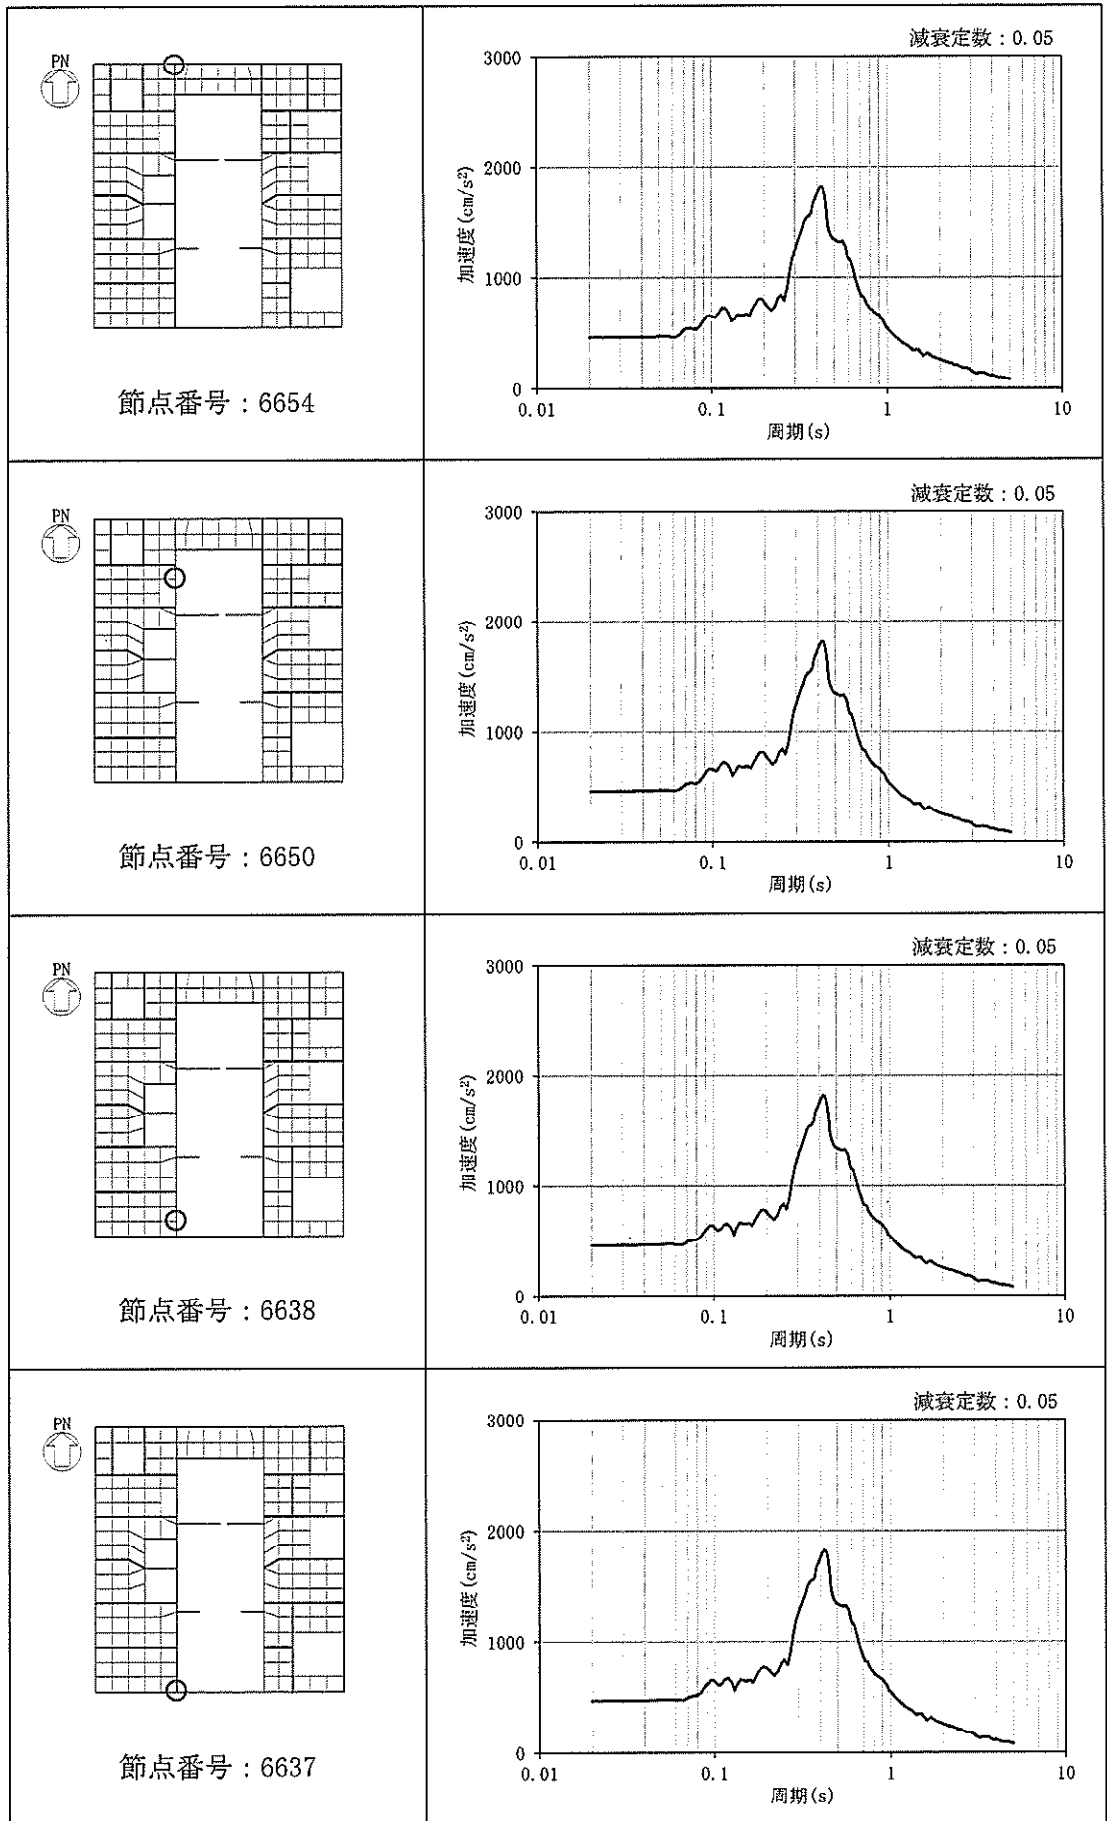 PN
節点番号：6654
減衰定数：0.05
3000
2000
1000
0
加速度(cm/s²)
0.01
0.1
1
10
周期(s)
PN
節点番号：6650
減衰定数：0.05
3000
2000
1000
0
加速度(cm/s²)
0.01
0.1
1
10
周期(s)
PN
節点番号：6638
減衰定数：0.05
3000
2000
1000
0
加速度(cm/s²)
0.01
0.1
1
10
周期(s)
PN
節点番号：6637
減衰定数：0.05
3000
2000
1000
0
加速度(cm/s²)
0.01
0.1
1
10
周期(s)